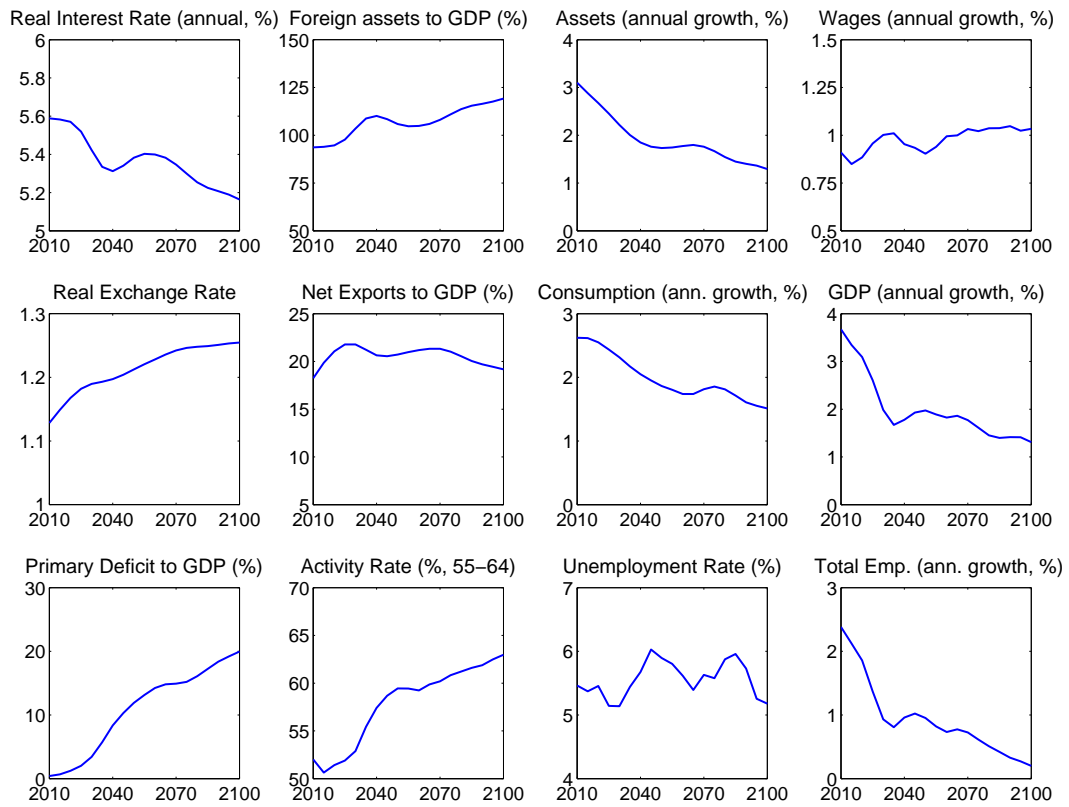 Real Interest Rate (annual, %)
6
5.8
5.6
5.4
5.2
5
2010 2040 2070 2100
Foreign assets to GDP (%)
150
125
100
75
50
2010 2040 2070 2100
Assets (annual growth, %)
4
3
2
1
0
2010 2040 2070 2100
Wages (annual growth, %)
1.5
1.25
1
0.75
0.5
2010 2040 2070 2100
Real Exchange Rate
1.3
1.2
1.1
1
2010 2040 2070 2100
Net Exports to GDP (%)
25
20
15
10
5
2010 2040 2070 2100
Consumption (ann. growth, %)
3
2
1
0
2010 2040 2070 2100
GDP (annual growth, %)
4
3
2
1
0
2010 2040 2070 2100
Primary Deficit to GDP (%)
30
20
10
0
2010 2040 2070 2100
Activity Rate (%, 55−64)
70
65
60
55
50
2010 2040 2070 2100
Unemployment Rate (%)
7
6
5
4
2010 2040 2070 2100
Total Emp. (ann. growth, %)
3
2
1
0
2010 2040 2070 2100